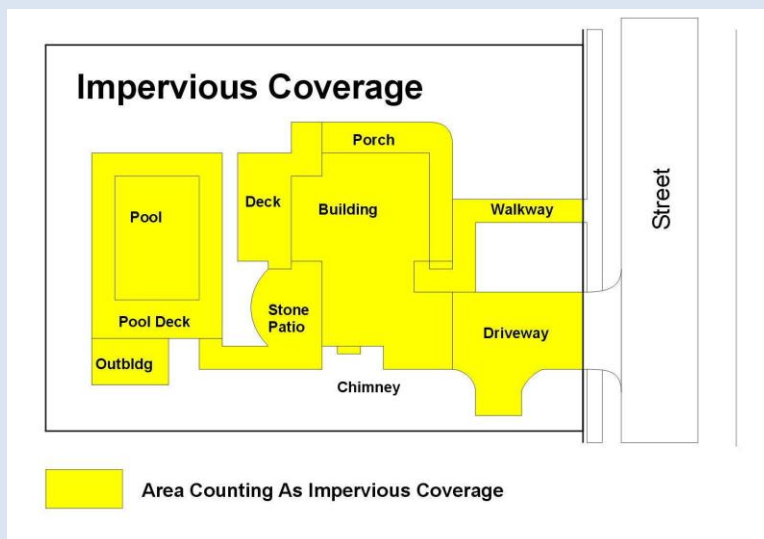 Impervious Coverage
Porch
Deck
Building
Pool
Walkway
Street
Stone
Patio
Pool Deck
Driveway
Outbldg
Chimney
Area Counting As Impervious Coverage